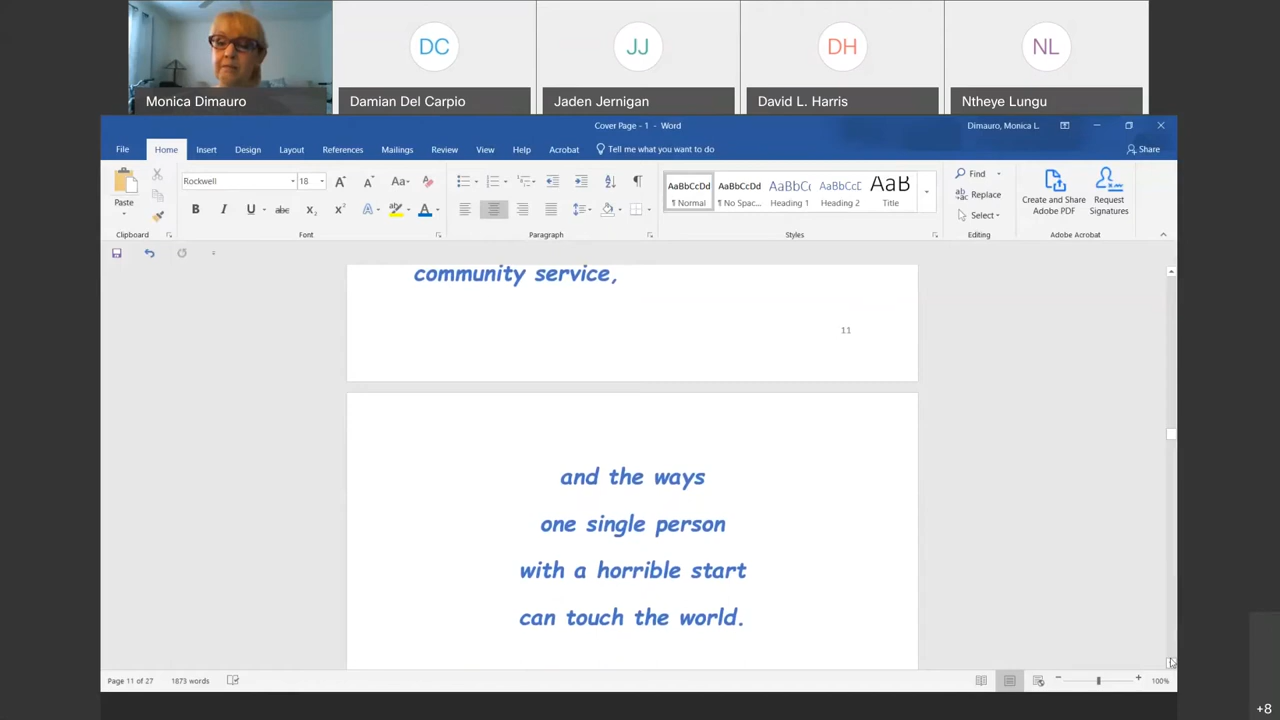 DC
JJ
DH
NL
Monica Dimauro
Damian Del Carpio
Jaden Jernigan
David L. Harris
Ntheye Lungu
Cover Page - 1 - Word
Dimauro, Monica L.
File Home Insert Design Layout References Mailings Review View Help Acrobat Tell me what you want to do Share
Paste
Clipboard
Rockwell 18
Font
Paragraph
AaBbCcDd AaBbCcDd AaBbCc AaBbCcD AaB
¶ Normal ¶ No Spac... Heading 1 Heading 2 Title
Styles
Find
Replace
Select
Editing
Create and Share
Adobe PDF
Request
Signatures
Adobe Acrobat
community service,
11
and the ways
one single person
with a horrible start
can touch the world.
Page 11 of 27 1873 words
100%
+8